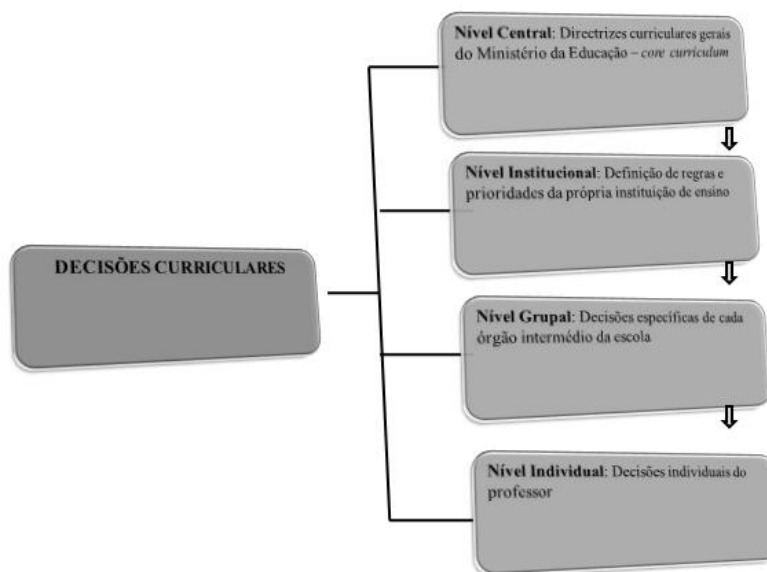 Nível Central: Directrizes curriculares gerais
do Ministério da Educação – core curriculum
Nível Institucional: Definição de regras e
prioridades da própria instituição de ensino
DECISÕES CURRICULARES
Nível Grupal: Decisões específicas de cada
órgão intermédio da escola
Nível Individual: Decisões individuais do
professor